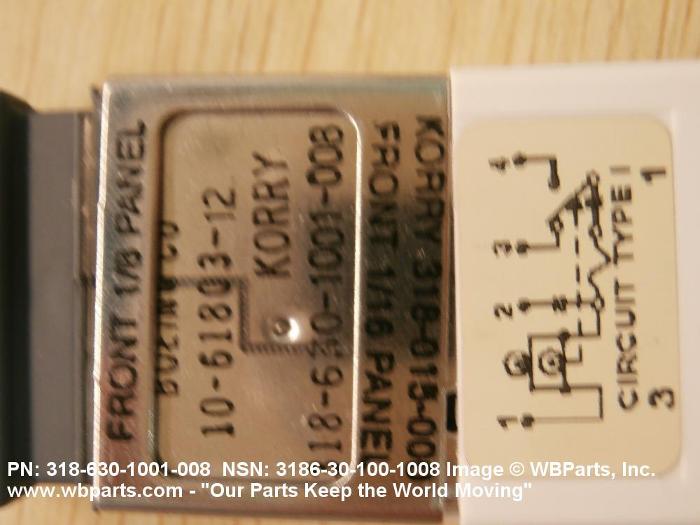 FRONT 1/8 PANEL
BOEING CO
10-61803-12
KORRY
18-630-1001-008
KORRY 318-015-00
FRONT 1/16 PANEL
1 2 3 4
CIRCUIT TYPE I
3 1
PN: 318-630-1001-008 NSN: 3186-30-100-1008 Image © WBParts, Inc.
www.wbparts.com - "Our Parts Keep the World Moving"